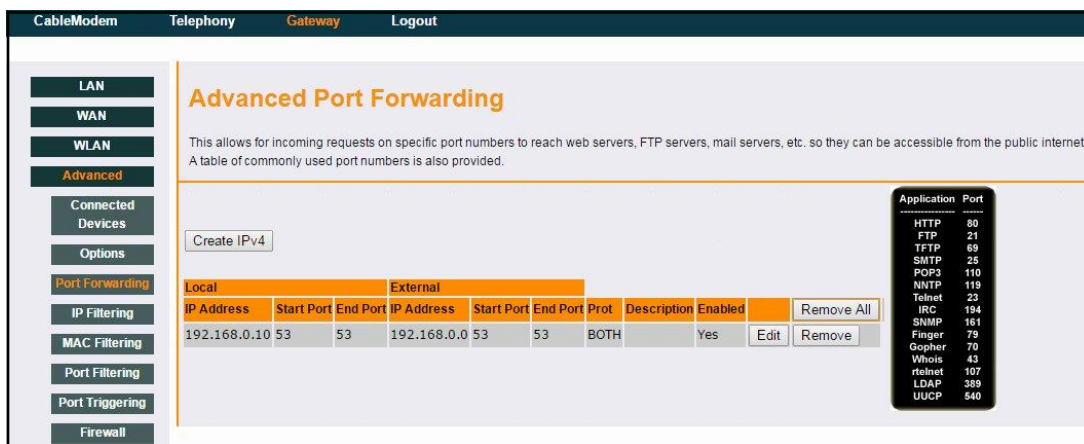 CableModem Telephony Gateway Logout
LAN
WAN
WLAN
Advanced
Connected
Devices
Options
Port Forwarding
IP Filtering
MAC Filtering
Port Filtering
Port Triggering
Firewall
Advanced Port Forwarding
This allows for incoming requests on specific port numbers to reach web servers, FTP servers, mail servers, etc. so they can be accessible from the public internet
A table of commonly used port numbers is also provided.
Create IPv4
Local External
IP Address Start Port End Port IP Address Start Port End Port Prot Description Enabled Remove All
192.168.0.10 53 53 192.168.0.0 53 53 BOTH Yes Edit Remove
Application Port
---------------- ------
HTTP 80
FTP 21
TFTP 69
SMTP 25
POP3 110
NNTP 119
Telnet 23
IRC 194
SNMP 161
Finger 79
Gopher 70
Whois 43
rtelnet 107
LDAP 389
UUCP 540